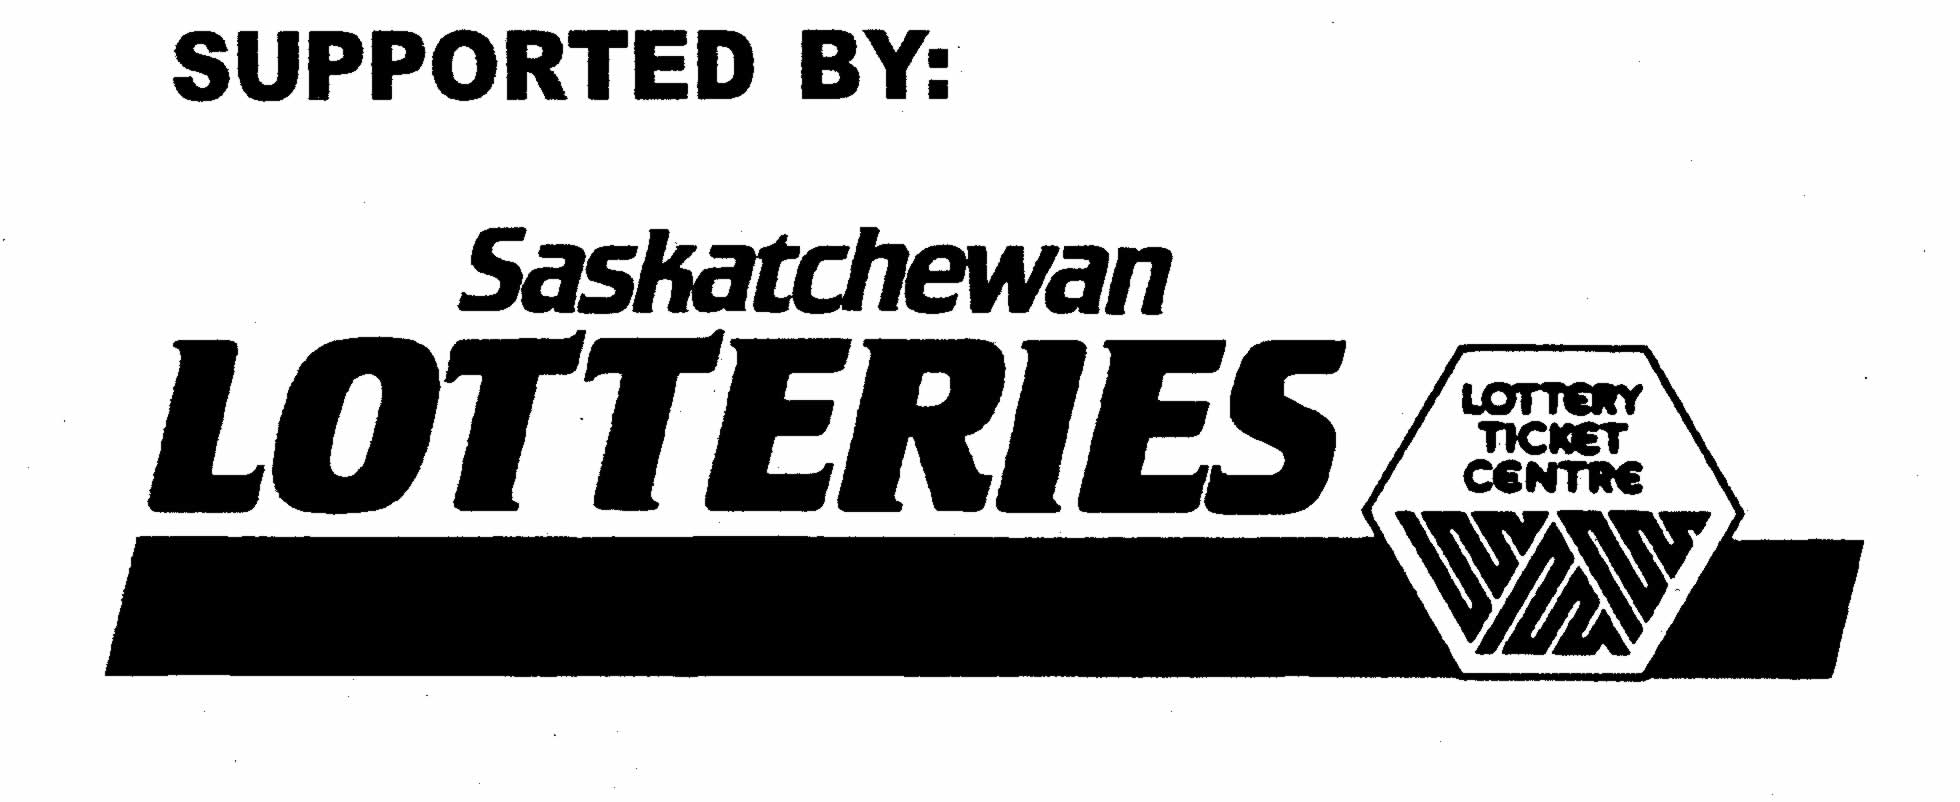 SUPPORTED BY:
Saskatchewan
LOTTERIES
LOTTERY
TICKET
CENTRE